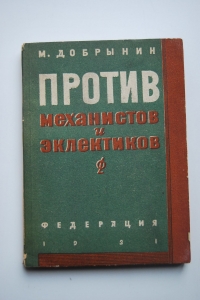 М. ДОБРЫНИН
ПРОТИВ
механистов
и
эклектиков
ФЕДЕРАЦИЯ
1931